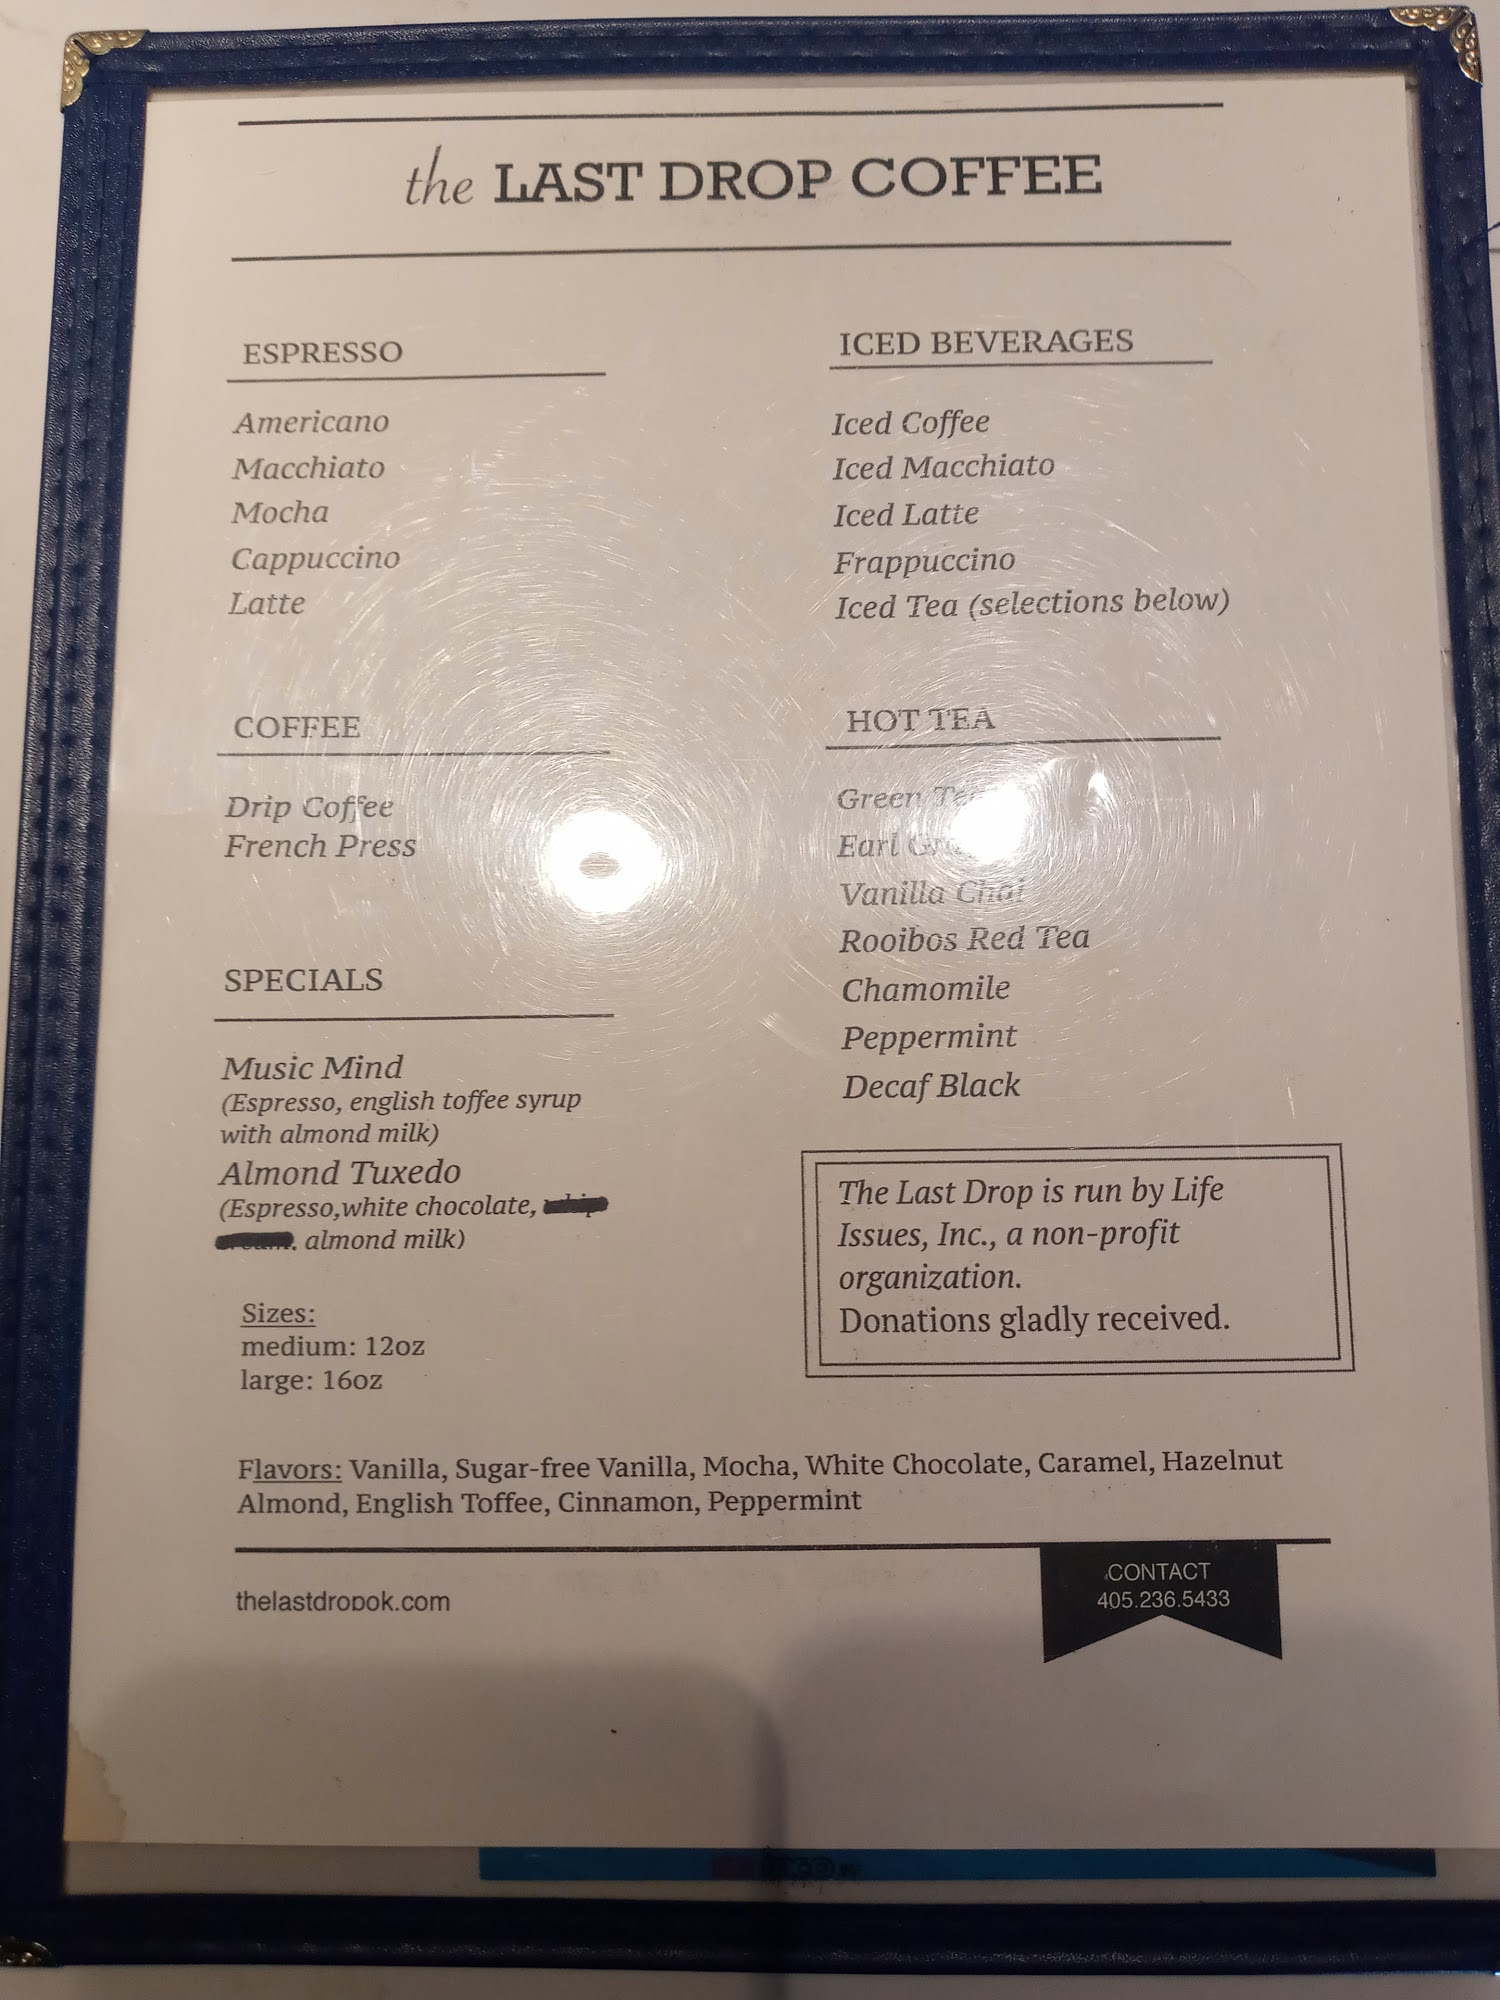 the LAST DROP COFFEE
ESPRESSO
Americano
Macchiato
Mocha
Cappuccino
Latte
COFFEE
Drip Coffee
French Press
SPECIALS
Music Mind
(Espresso, english toffee syrup
with almond milk)
Almond Tuxedo
(Espresso,white chocolate,
almond milk)
Sizes:
medium: 12oz
large: 16oz
ICED BEVERAGES
Iced Coffee
Iced Macchiato
Iced Latte
Frappuccino
Iced Tea (selections below)
HOT TEA
Green Tea
Earl
Vanilla Chai
Rooibos Red Tea
Chamomile
Peppermint
Decaf Black
The Last Drop is run by Life
Issues, Inc., a non-profit
organization.
Donations gladly received.
Flavors: Vanilla, Sugar-free Vanilla, Mocha, White Chocolate, Caramel, Hazelnut
Almond, English Toffee, Cinnamon, Peppermint
thelastdropok.com
CONTACT
405.236.5433